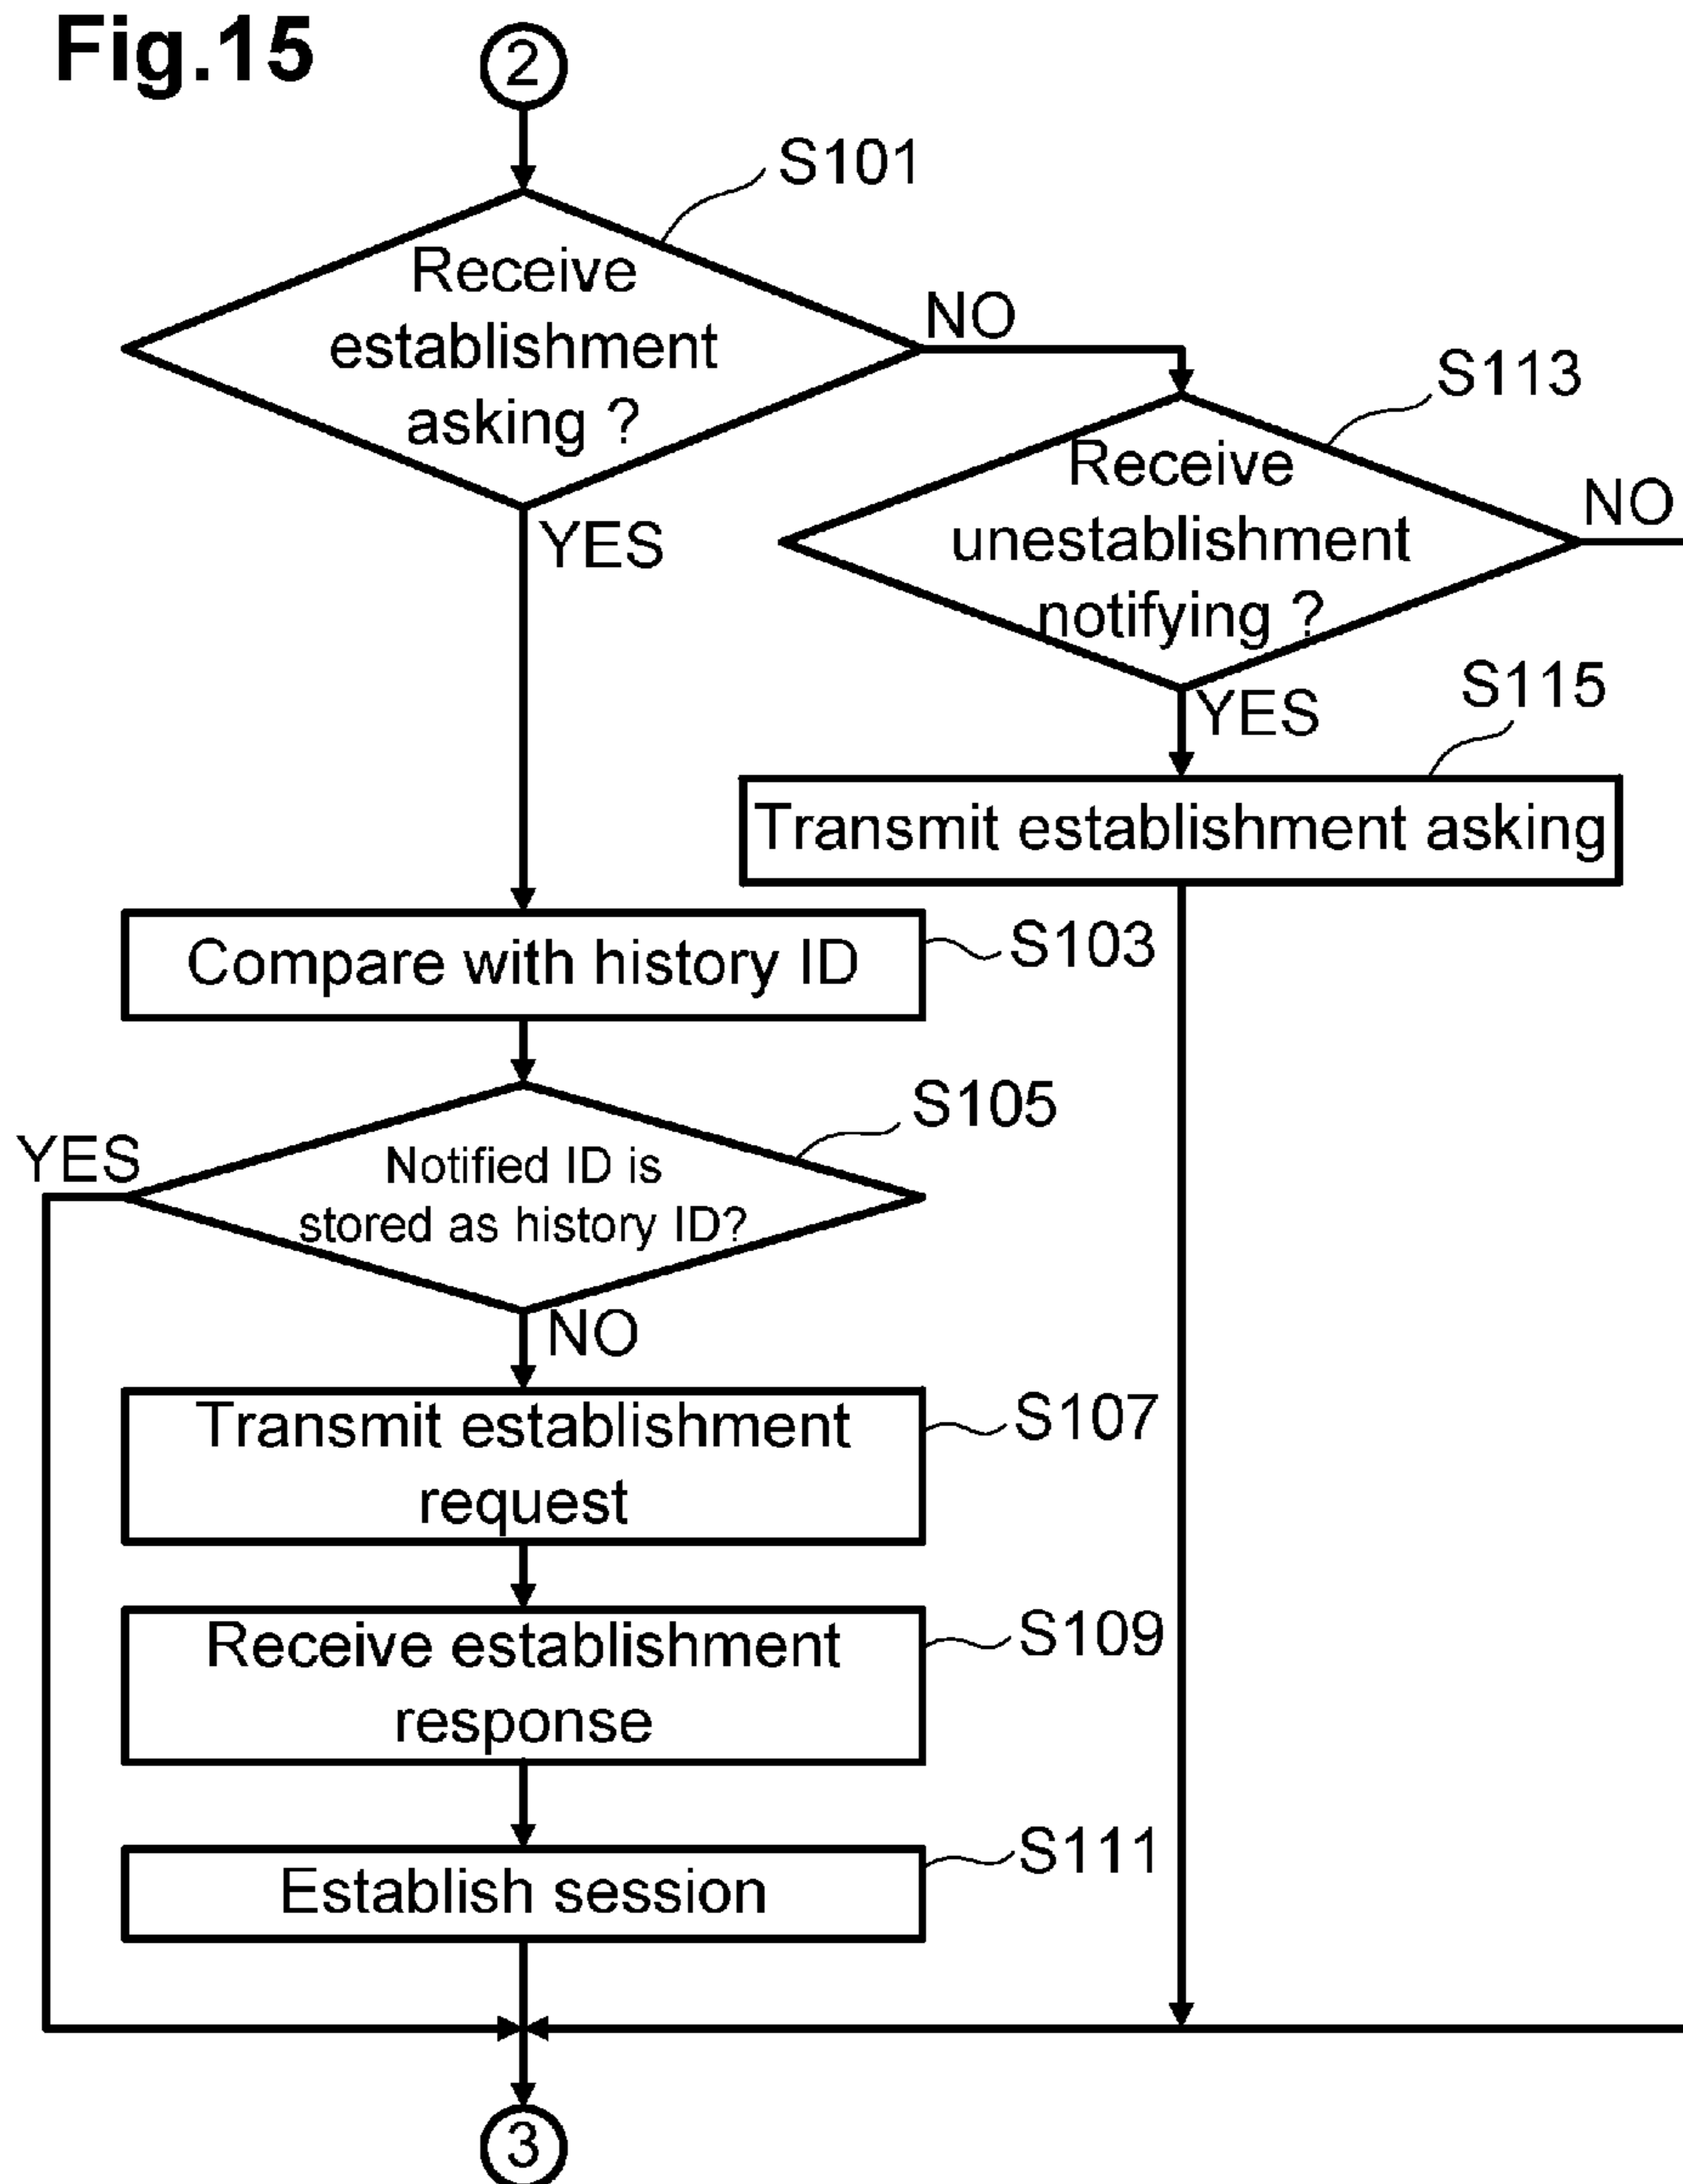 Fig.15
2
S101
Receive
establishment
asking ?
NO
YES
S113
Receive
unestablishment
notifying ?
NO
YES
S115
Transmit establishment asking
Compare with history ID
S103
S105
YES
Notified ID is
stored as history ID?
NO
Transmit establishment
request
S107
Receive establishment
response
S109
Establish session
S111
3